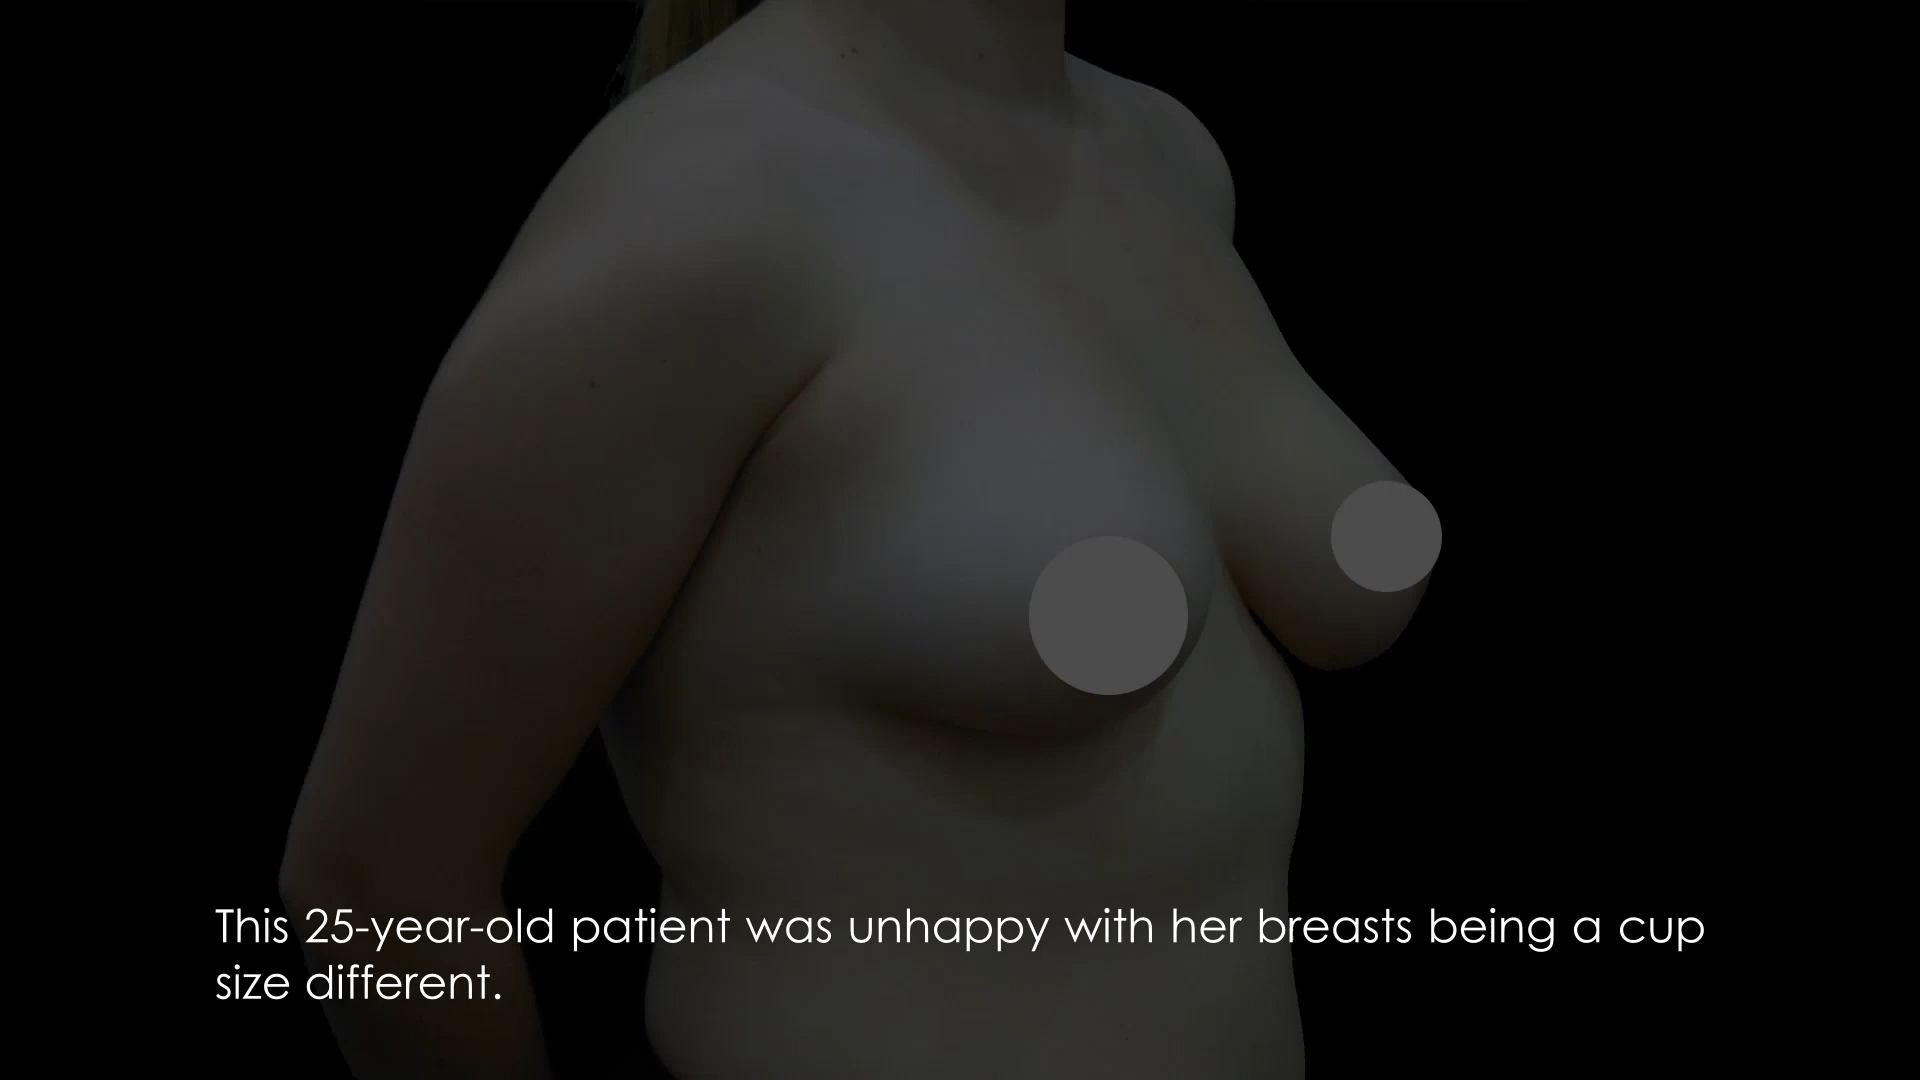 This 25-year-old patient was unhappy with her breasts being a cup
size different.